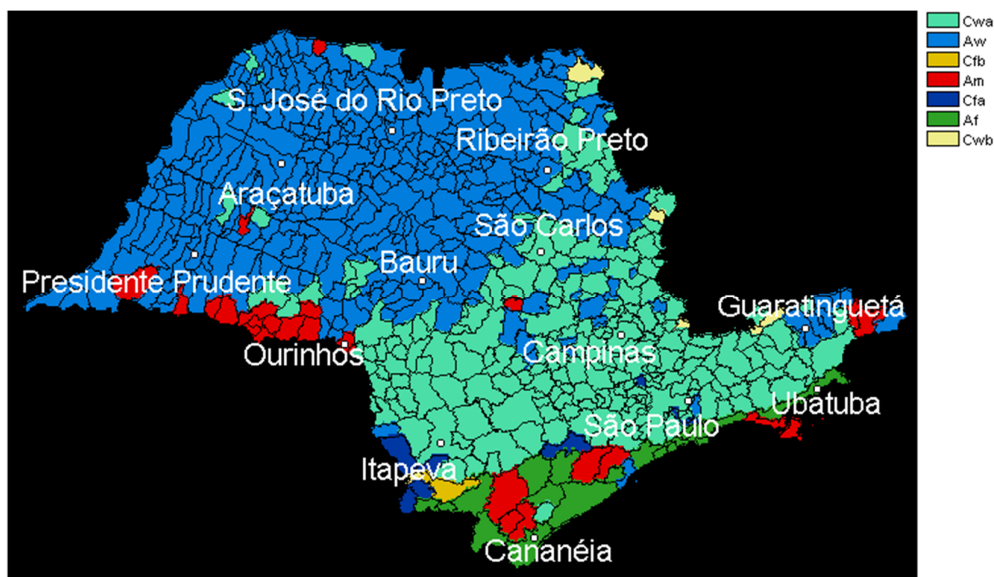 Cwa
Aw
Cfb
Am
Cfa
Af
Cwb
S. José do Rio Preto
Ribeirão Preto
Araçatuba
São Carlos
Bauru
Presidente Prudente
Guaratinguetá
Ourinhos
Campinas
Ubatuba
São Paulo
Itapeva
Cananéia